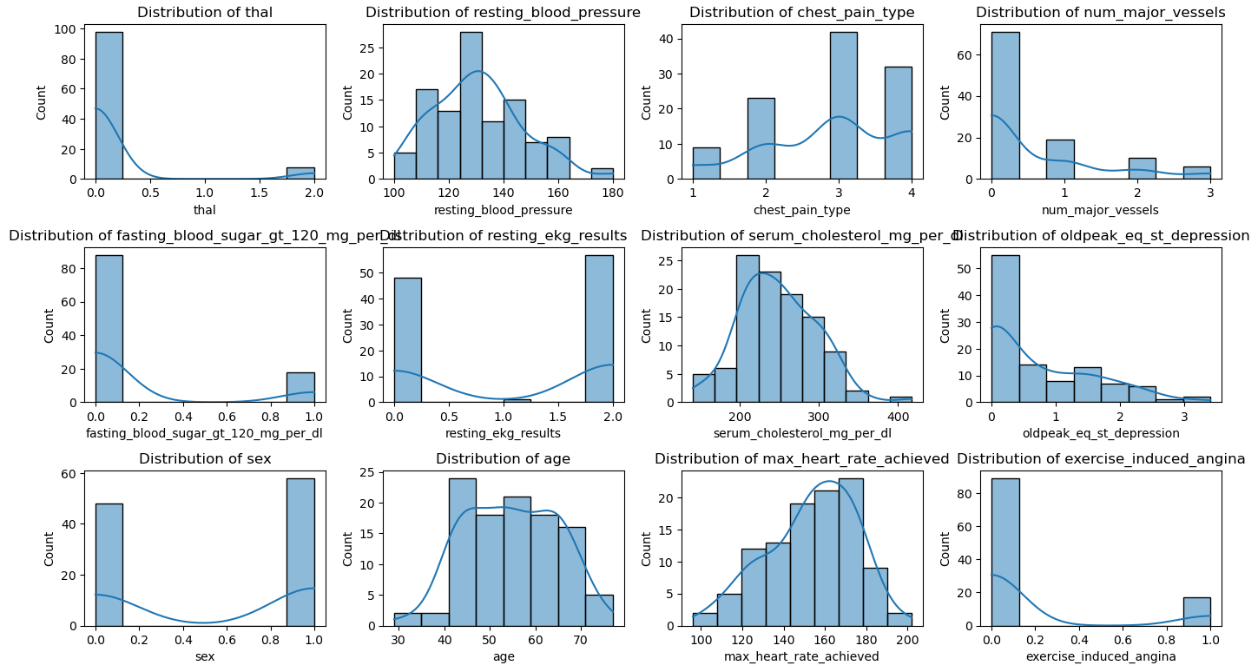 Distribution of thal
Count
100
80
60
40
20
0
0.0 0.5 1.0 1.5 2.0
thal
Distribution of resting_blood_pressure
Count
25
20
15
10
5
0
100 120 140 160 180
resting_blood_pressure
Distribution of chest_pain_type
Count
40
30
20
10
0
1 2 3 4
chest_pain_type
Distribution of num_major_vessels
Count
60
40
20
0
0 1 2 3
num_major_vessels
Distribution of fasting_blood_sugar_gt_120_mg_per_dl
Count
80
60
40
20
0
0.0 0.2 0.4 0.6 0.8 1.0
fasting_blood_sugar_gt_120_mg_per_dl
Distribution of resting_ekg_results
Count
50
40
30
20
10
0
0.0 0.5 1.0 1.5 2.0
resting_ekg_results
Distribution of serum_cholesterol_mg_per_dl
Count
25
20
15
10
5
0
200 300 400
serum_cholesterol_mg_per_dl
Distribution of oldpeak_eq_st_depression
Count
50
40
30
20
10
0
0 1 2 3
oldpeak_eq_st_depression
Distribution of sex
Count
60
40
20
0
0.0 0.2 0.4 0.6 0.8 1.0
sex
Distribution of age
Count
25
20
15
10
5
0
30 40 50 60 70
age
Distribution of max_heart_rate_achieved
Count
20
15
10
5
0
100 120 140 160 180 200
max_heart_rate_achieved
Distribution of exercise_induced_angina
Count
80
60
40
20
0
0.0 0.2 0.4 0.6 0.8 1.0
exercise_induced_angina